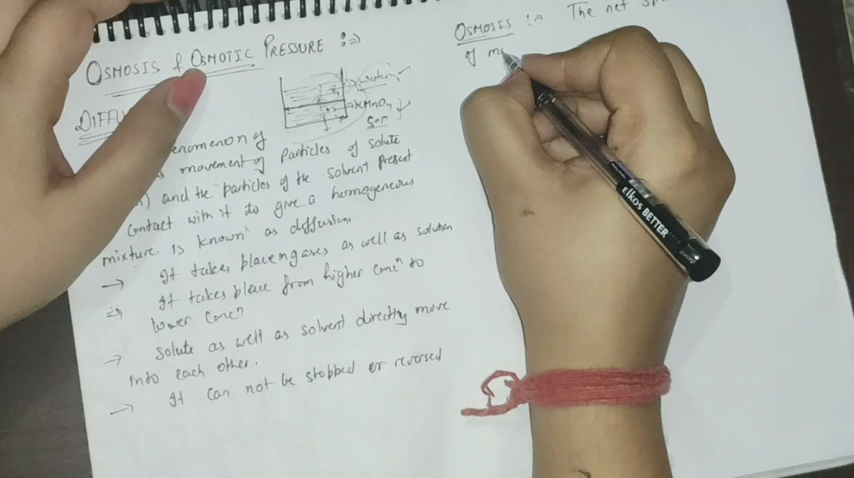 OSMOSIS & OSMOTIC PRESSURE :->
water
KMnO4
Soln
DIFFU
enomenon of
movement of particles of solute
and the particles of the solvent present
contact with it to give a homogeneous
mixture. Is known as diffusion
→ It takes place in gases as well as solution
⇒ It takes place from higher concn to
lower concn
→ Solute as well as solvent directly move
into each other.
→ It can not be stopped or reversed
OSMOSIS :→ The net
of mo
elkos BETTER